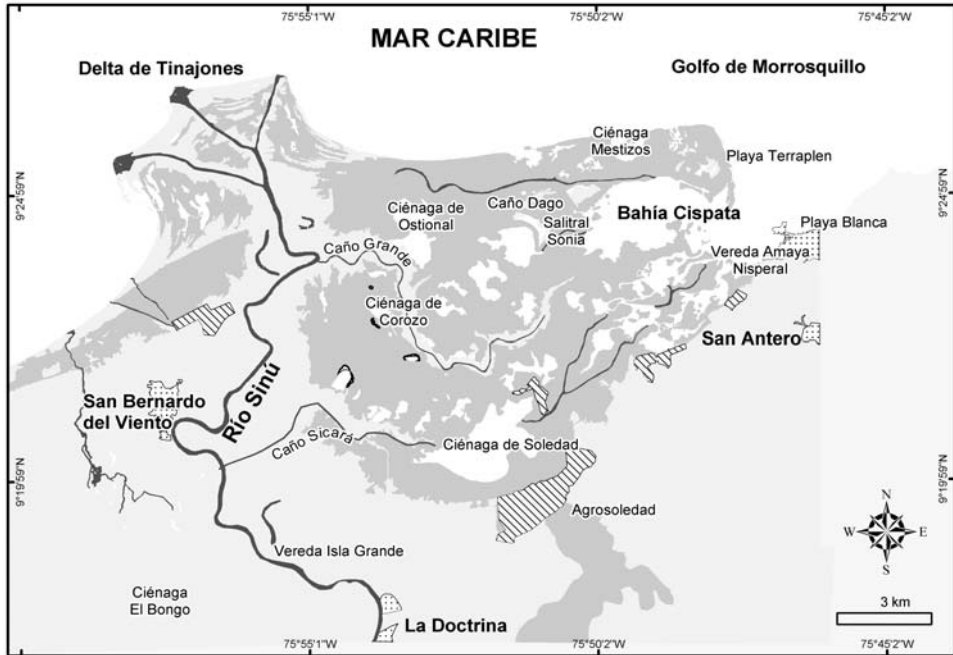 75°55'1"W
75°50'2"W
75°45'2"W
MAR CARIBE
Delta de Tinajones
Golfo de Morrosquillo
Ciénaga
Mestizos
Playa Terraplen
9°24'59"N
9°24'59"N
Caño Dago
Ciénaga de
Ostional
Salitral
Sonia
Bahía Cispata
Playa Blanca
Caño Grande
Vereda Amaya
Nisperal
Ciénaga de
Corozo
San Antero
San Bernardo
del Viento
Río Sinú
Caño Sicará
Ciénaga de Soledad
9°19'59"N
9°19'59"N
Agrosoledad
N
W
E
S
Vereda Isla Grande
Ciénaga
El Bongo
3 km
La Doctrina
75°55'1"W
75°50'2"W
75°45'2"W